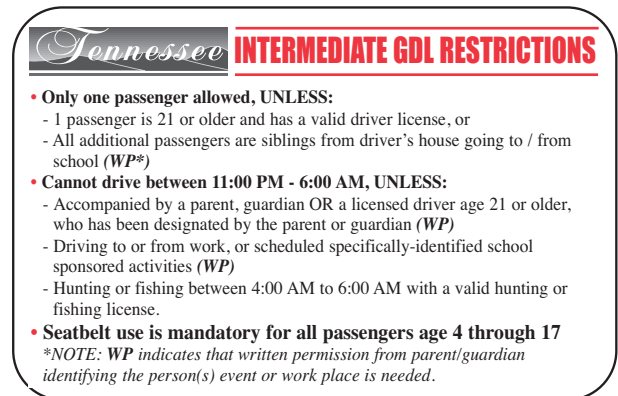 Tennessee INTERMEDIATE GDL RESTRICTIONS
• Only one passenger allowed, UNLESS:
- 1 passenger is 21 or older and has a valid driver license, or
- All additional passengers are siblings from driver's house going to / from
school (WP*)
• Cannot drive between 11:00 PM - 6:00 AM, UNLESS:
- Accompanied by a parent, guardian OR a licensed driver age 21 or older,
who has been designated by the parent or guardian (WP)
- Driving to or from work, or scheduled specifically-identified school
sponsored activities (WP)
- Hunting or fishing between 4:00 AM to 6:00 AM with a valid hunting or
fishing license.
• Seatbelt use is mandatory for all passengers age 4 through 17
*NOTE: WP indicates that written permission from parent/guardian
identifying the person(s) event or work place is needed.